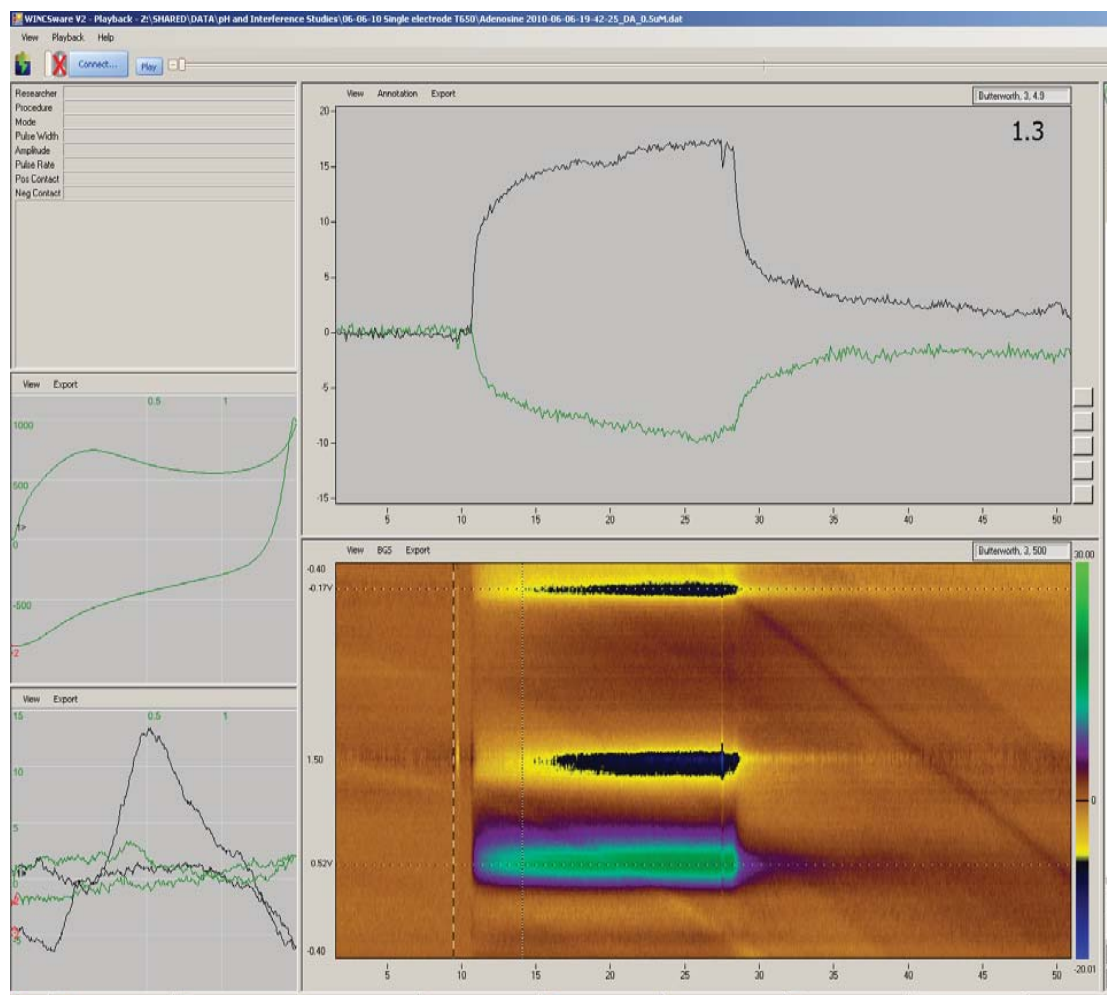 WINCSware V2 - Playback - Z:\SHARED\DATA\pH and Interference Studies\06-06-10 Single electrode T650\Adenosine 2010-06-06-19-42-25_DA_0.5uM.dat
View Playback Help
Connect... Play
Researcher
Procedure
Mode
Pulse Width
Amplitude
Pulse Rate
Pos Contact
Neg Contact
View Export
0.5 1
1000
500
0
-500
View Export
15 0.5 1
10
5
0
View Annotation Export Butterworth, 3, 4.9
1.3
20
15
10
5
0
-5
-10
-15
5 10 15 20 25 30 35 40 45 50
View BGS Export Butterworth, 3, 500
30.00
-0.40
-0.17V
1.50
0.52V
-0.40
0
-20.01
5 10 15 20 25 30 35 40 45 50